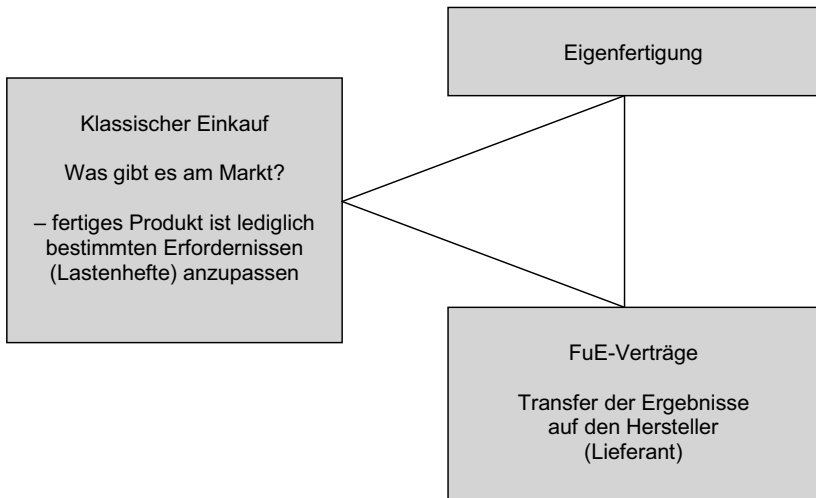 Eigenfertigung
Klassischer Einkauf
Was gibt es am Markt?
– fertiges Produkt ist lediglich
bestimmten Erfordernissen
(Lastenhefte) anzupassen
FuE-Verträge
Transfer der Ergebnisse
auf den Hersteller
(Lieferant)